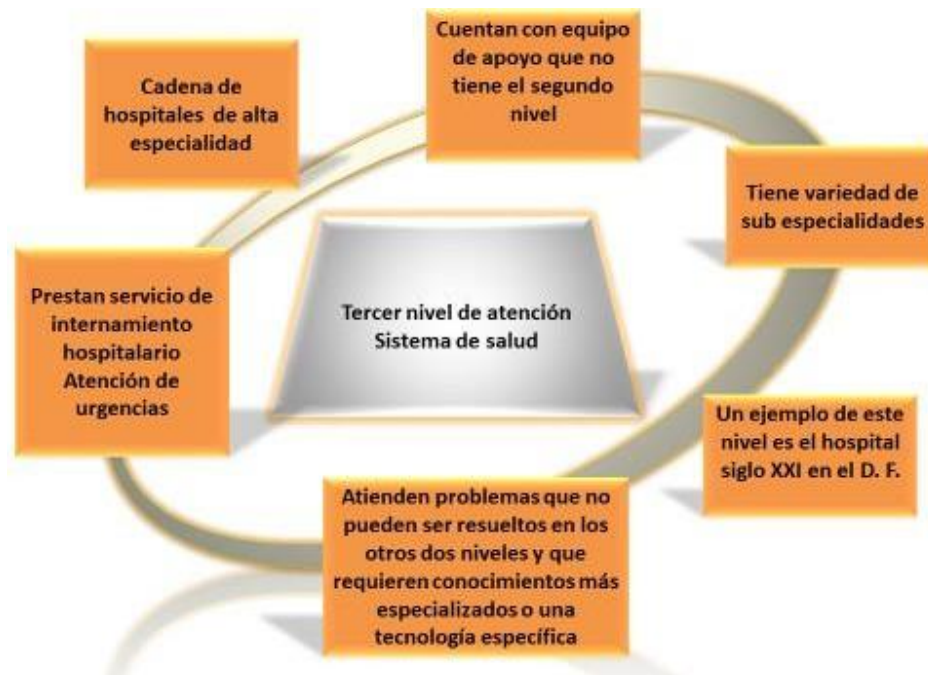 Cuentan con equipo
de apoyo que no
tiene el segundo
nivel
Cadena de
hospitales de alta
especialidad
Tiene variedad de
sub especialidades
Prestan servicio de
internamiento
hospitalario
Atención de
urgencias
Tercer nivel de atención
Sistema de salud
Un ejemplo de este
nivel es el hospital
siglo XXI en el D. F.
Atienden problemas que no
pueden ser resueltos en los
otros dos niveles y que
requieren conocimientos más
especializados o una
tecnología específica